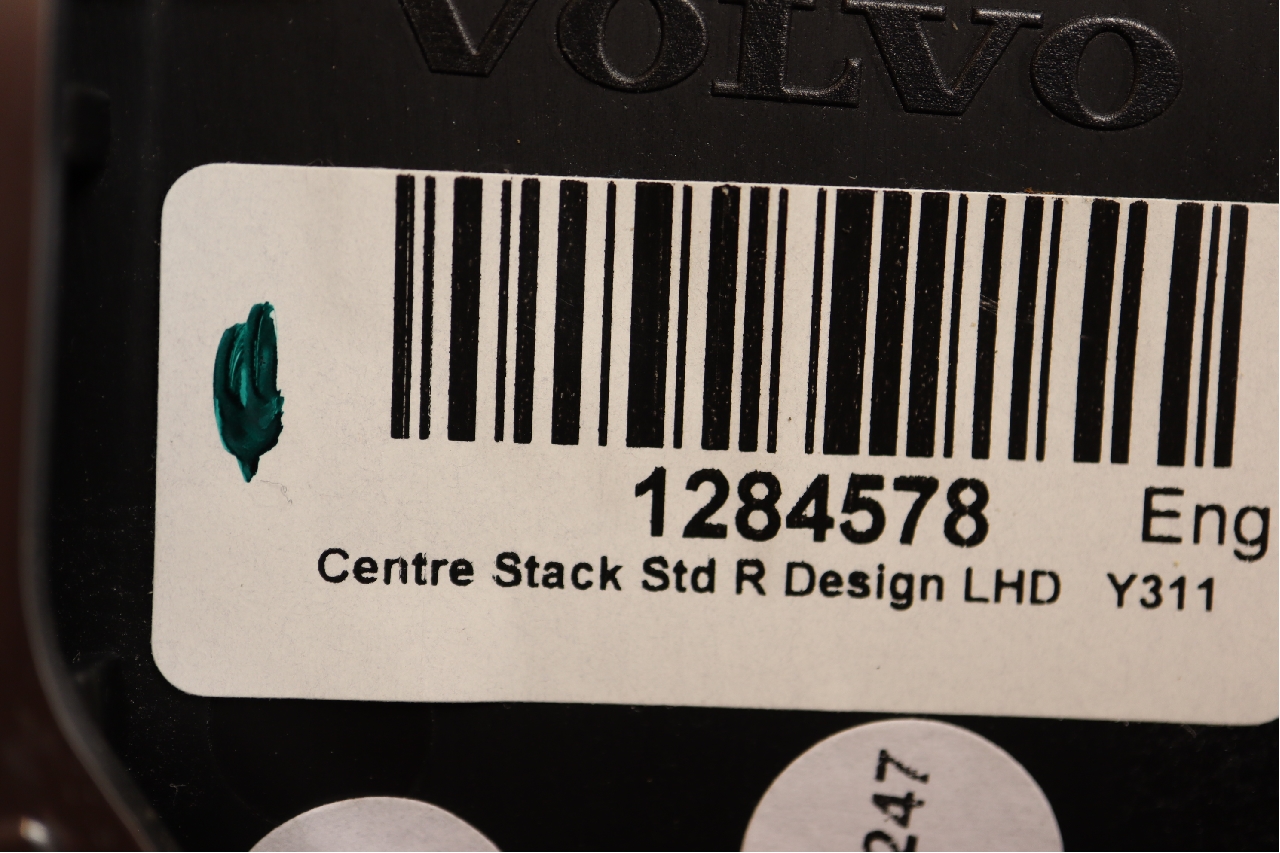 VOLVO
1284578 Eng
Centre Stack Std R Design LHD Y311
247